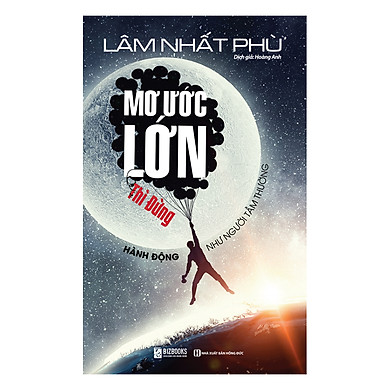 LÂM NHẤT PHÙ
Dịch giả: Hoàng Anh
MƠ ƯỚC
LỚN
Thì Đừng
HÀNH ĐỘNG
NHƯ NGƯỜI TẦM THƯỜNG
BIZBOOKS
NHÀ XUẤT BẢN HỒNG ĐỨC